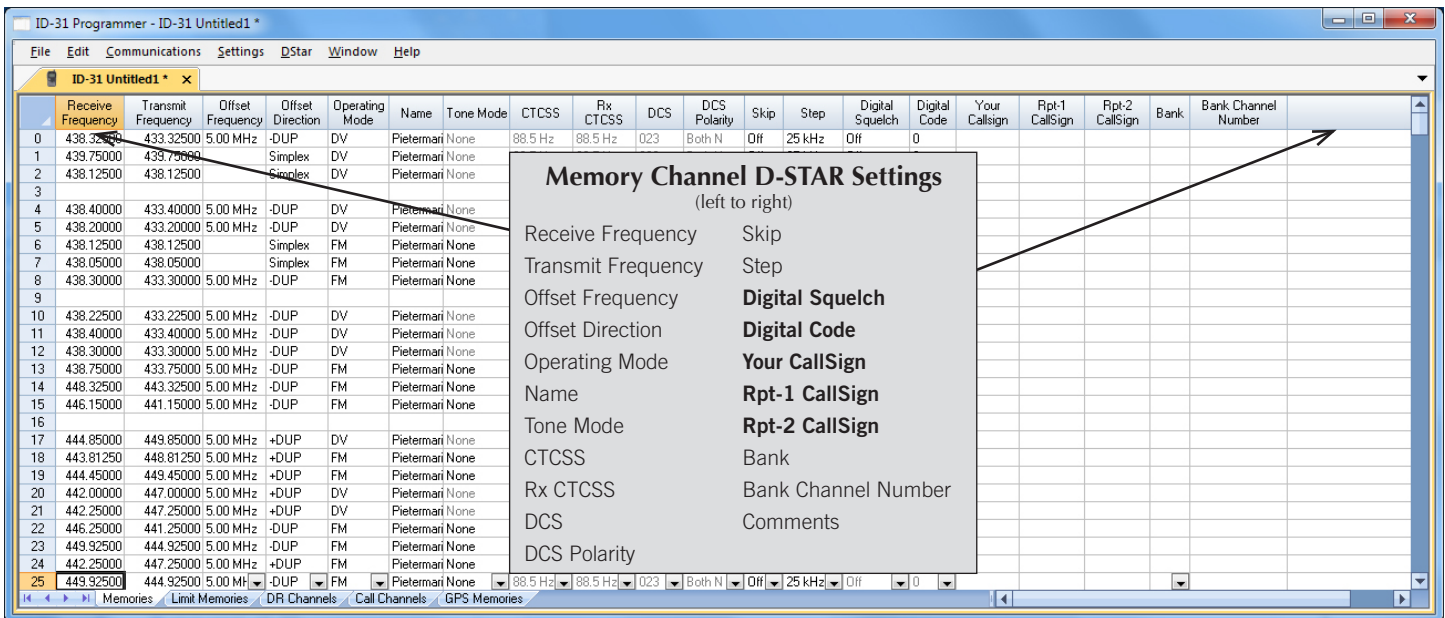 ID-31 Programmer - ID-31 Untitled1 *
File Edit Communications Settings DStar Window Help
ID-31 Untitled1 * x
Receive Frequency Transmit Frequency Offset Frequency Offset Direction Operating Mode Name Tone Mode CTCSS Rx CTCSS DCS DCS Polarity Skip Step Digital Squelch Digital Code Your Callsign Rpt-1 CallSign Rpt-2 CallSign Bank Bank Channel Number
0 438.32500 433.32500 5.00 MHz -DUP DV Pietermari None 88.5 Hz 88.5 Hz 023 Both N Off 25 kHz Off 0
1 439.75000 439.75000 Simplex DV Pietermari None
2 438.12500 438.12500 Simplex DV Pietermari None
3
4 438.40000 433.40000 5.00 MHz -DUP DV Pietermari None
5 438.20000 433.20000 5.00 MHz -DUP DV Pietermari None
6 438.12500 438.12500 Simplex FM Pietermari None
7 438.05000 438.05000 Simplex FM Pietermari None
8 438.30000 433.30000 5.00 MHz -DUP FM Pietermari None
9
10 438.22500 433.22500 5.00 MHz -DUP DV Pietermari None
11 438.40000 433.40000 5.00 MHz -DUP DV Pietermari None
12 438.30000 433.30000 5.00 MHz -DUP DV Pietermari None
13 438.75000 433.75000 5.00 MHz -DUP FM Pietermari None
14 448.32500 443.32500 5.00 MHz -DUP FM Pietermari None
15 446.15000 441.15000 5.00 MHz -DUP FM Pietermari None
16
17 444.85000 449.85000 5.00 MHz +DUP DV Pietermari None
18 443.81250 448.81250 5.00 MHz +DUP FM Pietermari None
19 444.45000 449.45000 5.00 MHz +DUP FM Pietermari None
20 442.00000 447.00000 5.00 MHz +DUP DV Pietermari None
21 442.25000 447.25000 5.00 MHz +DUP DV Pietermari None
22 446.25000 441.25000 5.00 MHz -DUP FM Pietermari None
23 449.92500 444.92500 5.00 MHz -DUP FM Pietermari None
24 442.25000 447.25000 5.00 MHz +DUP FM Pietermari None
25 449.92500 444.92500 5.00 MH -DUP FM Pietermari None 88.5 Hz 88.5 Hz 023 Both N Off 25 kHz Off 0
Memories Limit Memories DR Channels Call Channels GPS Memories
Memory Channel D-STAR Settings
(left to right)
Receive Frequency Skip
Transmit Frequency Step
Offset Frequency Digital Squelch
Offset Direction Digital Code
Operating Mode Your CallSign
Name Rpt-1 CallSign
Tone Mode Rpt-2 CallSign
CTCSS Bank
Rx CTCSS Bank Channel Number
DCS Comments
DCS Polarity